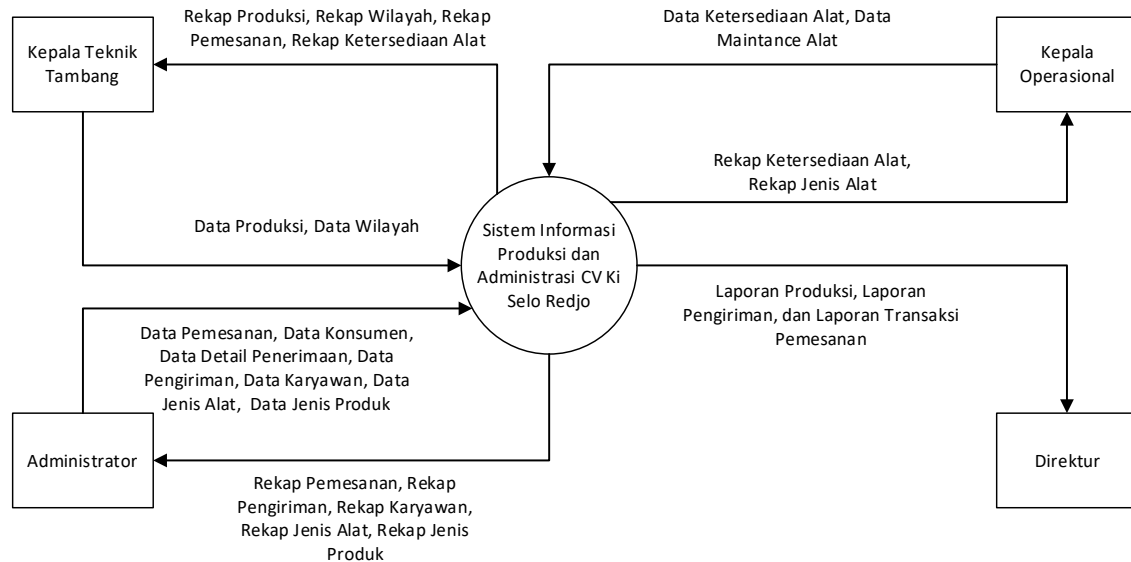 Rekap Produksi, Rekap Wilayah, Rekap
Pemesanan, Rekap Ketersediaan Alat
Data Ketersediaan Alat, Data
Maintance Alat
Kepala Teknik
Tambang
Kepala
Operasional
Rekap Ketersediaan Alat,
Rekap Jenis Alat
Data Produksi, Data Wilayah
Sistem Informasi
Produksi dan
Administrasi CV Ki
Selo Redjo
Laporan Produksi, Laporan
Pengiriman, dan Laporan Transaksi
Pemesanan
Data Pemesanan, Data Konsumen,
Data Detail Penerimaan, Data
Pengiriman, Data Karyawan, Data
Jenis Alat, Data Jenis Produk
Administrator
Direktur
Rekap Pemesanan, Rekap
Pengiriman, Rekap Karyawan,
Rekap Jenis Alat, Rekap Jenis
Produk